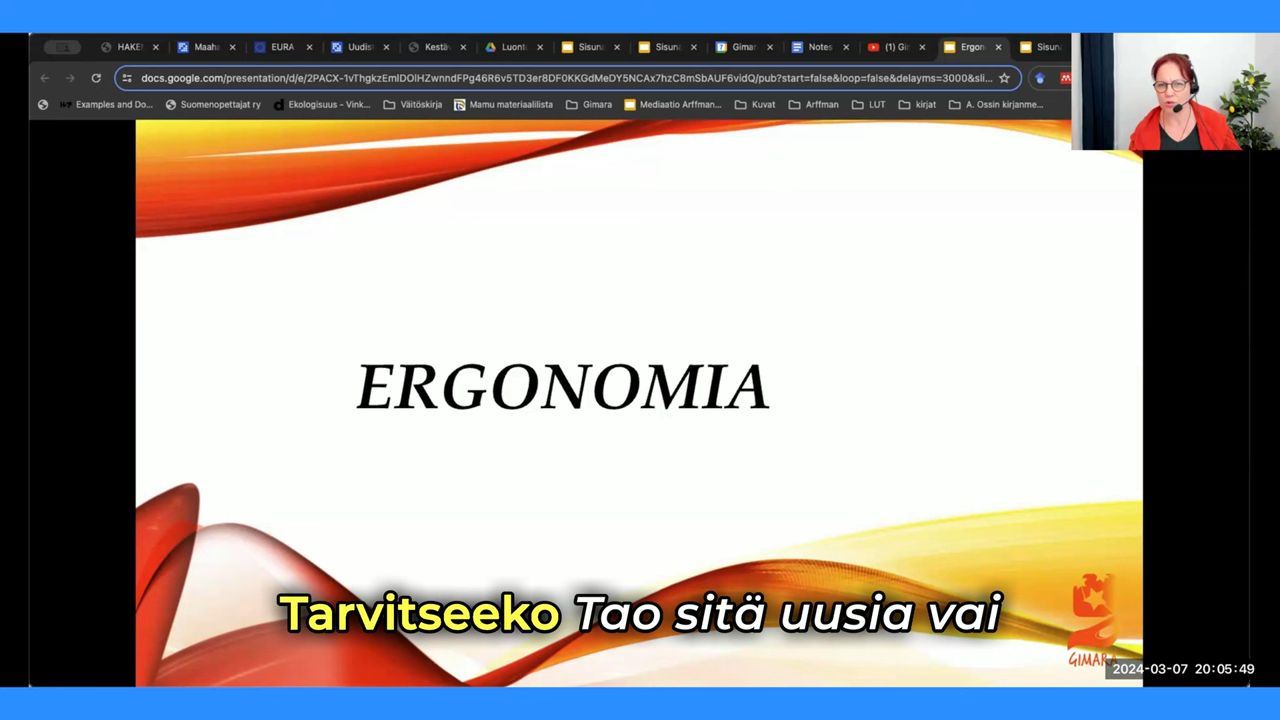 HAKE
Maaha
EURA
Uudis
Kestäv
Luont
Sisuna
Sisuna
Gimar
Notes
(1) Gi
Ergon
Sisun
docs.google.com/presentation/d/e/2PACX-1vThgkzEmIDOlHZwnndFPg46R6v5TD3er8DF0KKGdMeDY5NCAx7hzC8mSbAUF6vidQ/pub?start=false&loop=false&delayms=3000&sli...
Examples and Do...
Suomenopettajat ry
Ekologisuus - Vink...
Väitöskirja
Mamu materiaalilista
Gimara
Mediaatio Arffman...
Kuvat
Arffman
LUT
kirjat
A. Ossin kirjanme...
ERGONOMIA
Tarvitseeko Tao sitä uusia vai
GIMARA
2024-03-07 20:05:49